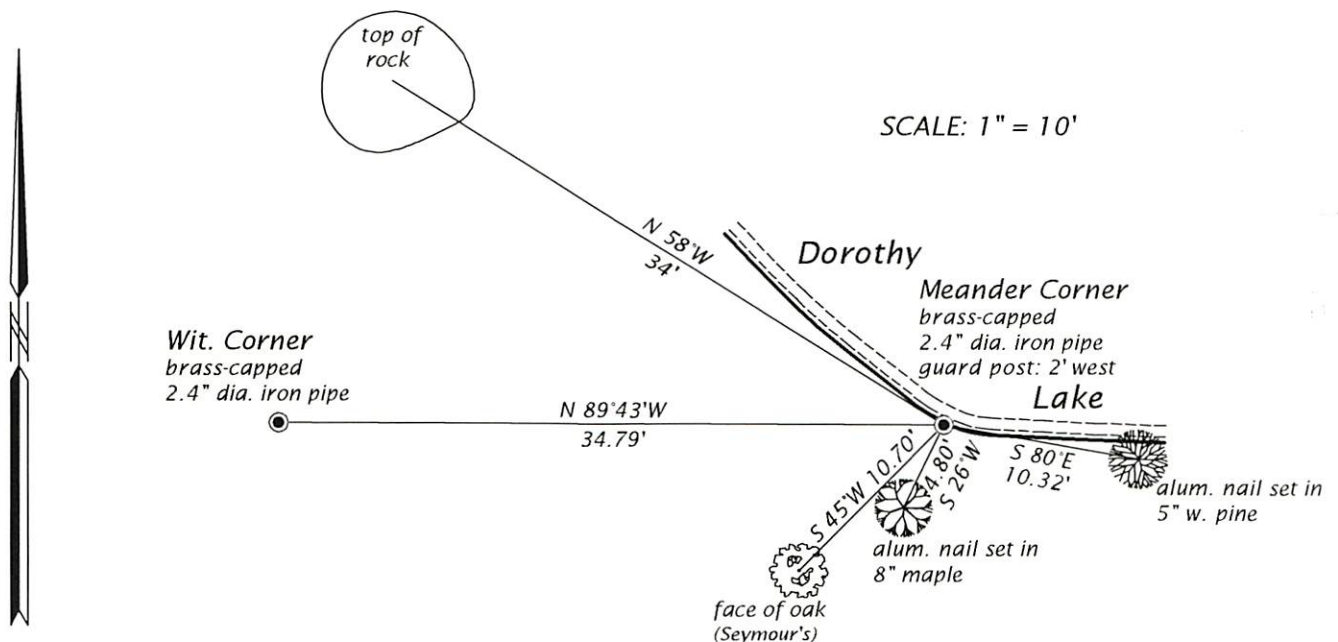 top of
rock
SCALE: 1" = 10'
N 58°W
34'
Dorothy
Meander Corner
brass-capped
2.4" dia. iron pipe
guard post: 2' west
Lake
Wit. Corner
brass-capped
2.4" dia. iron pipe
N 89°43'W
34.79'
S 45°W 10.70'
4.80'
S 26°W
S 80°E
10.32'
alum. nail set in
5" w. pine
alum. nail set in
8" maple
face of oak
(Seymour's)